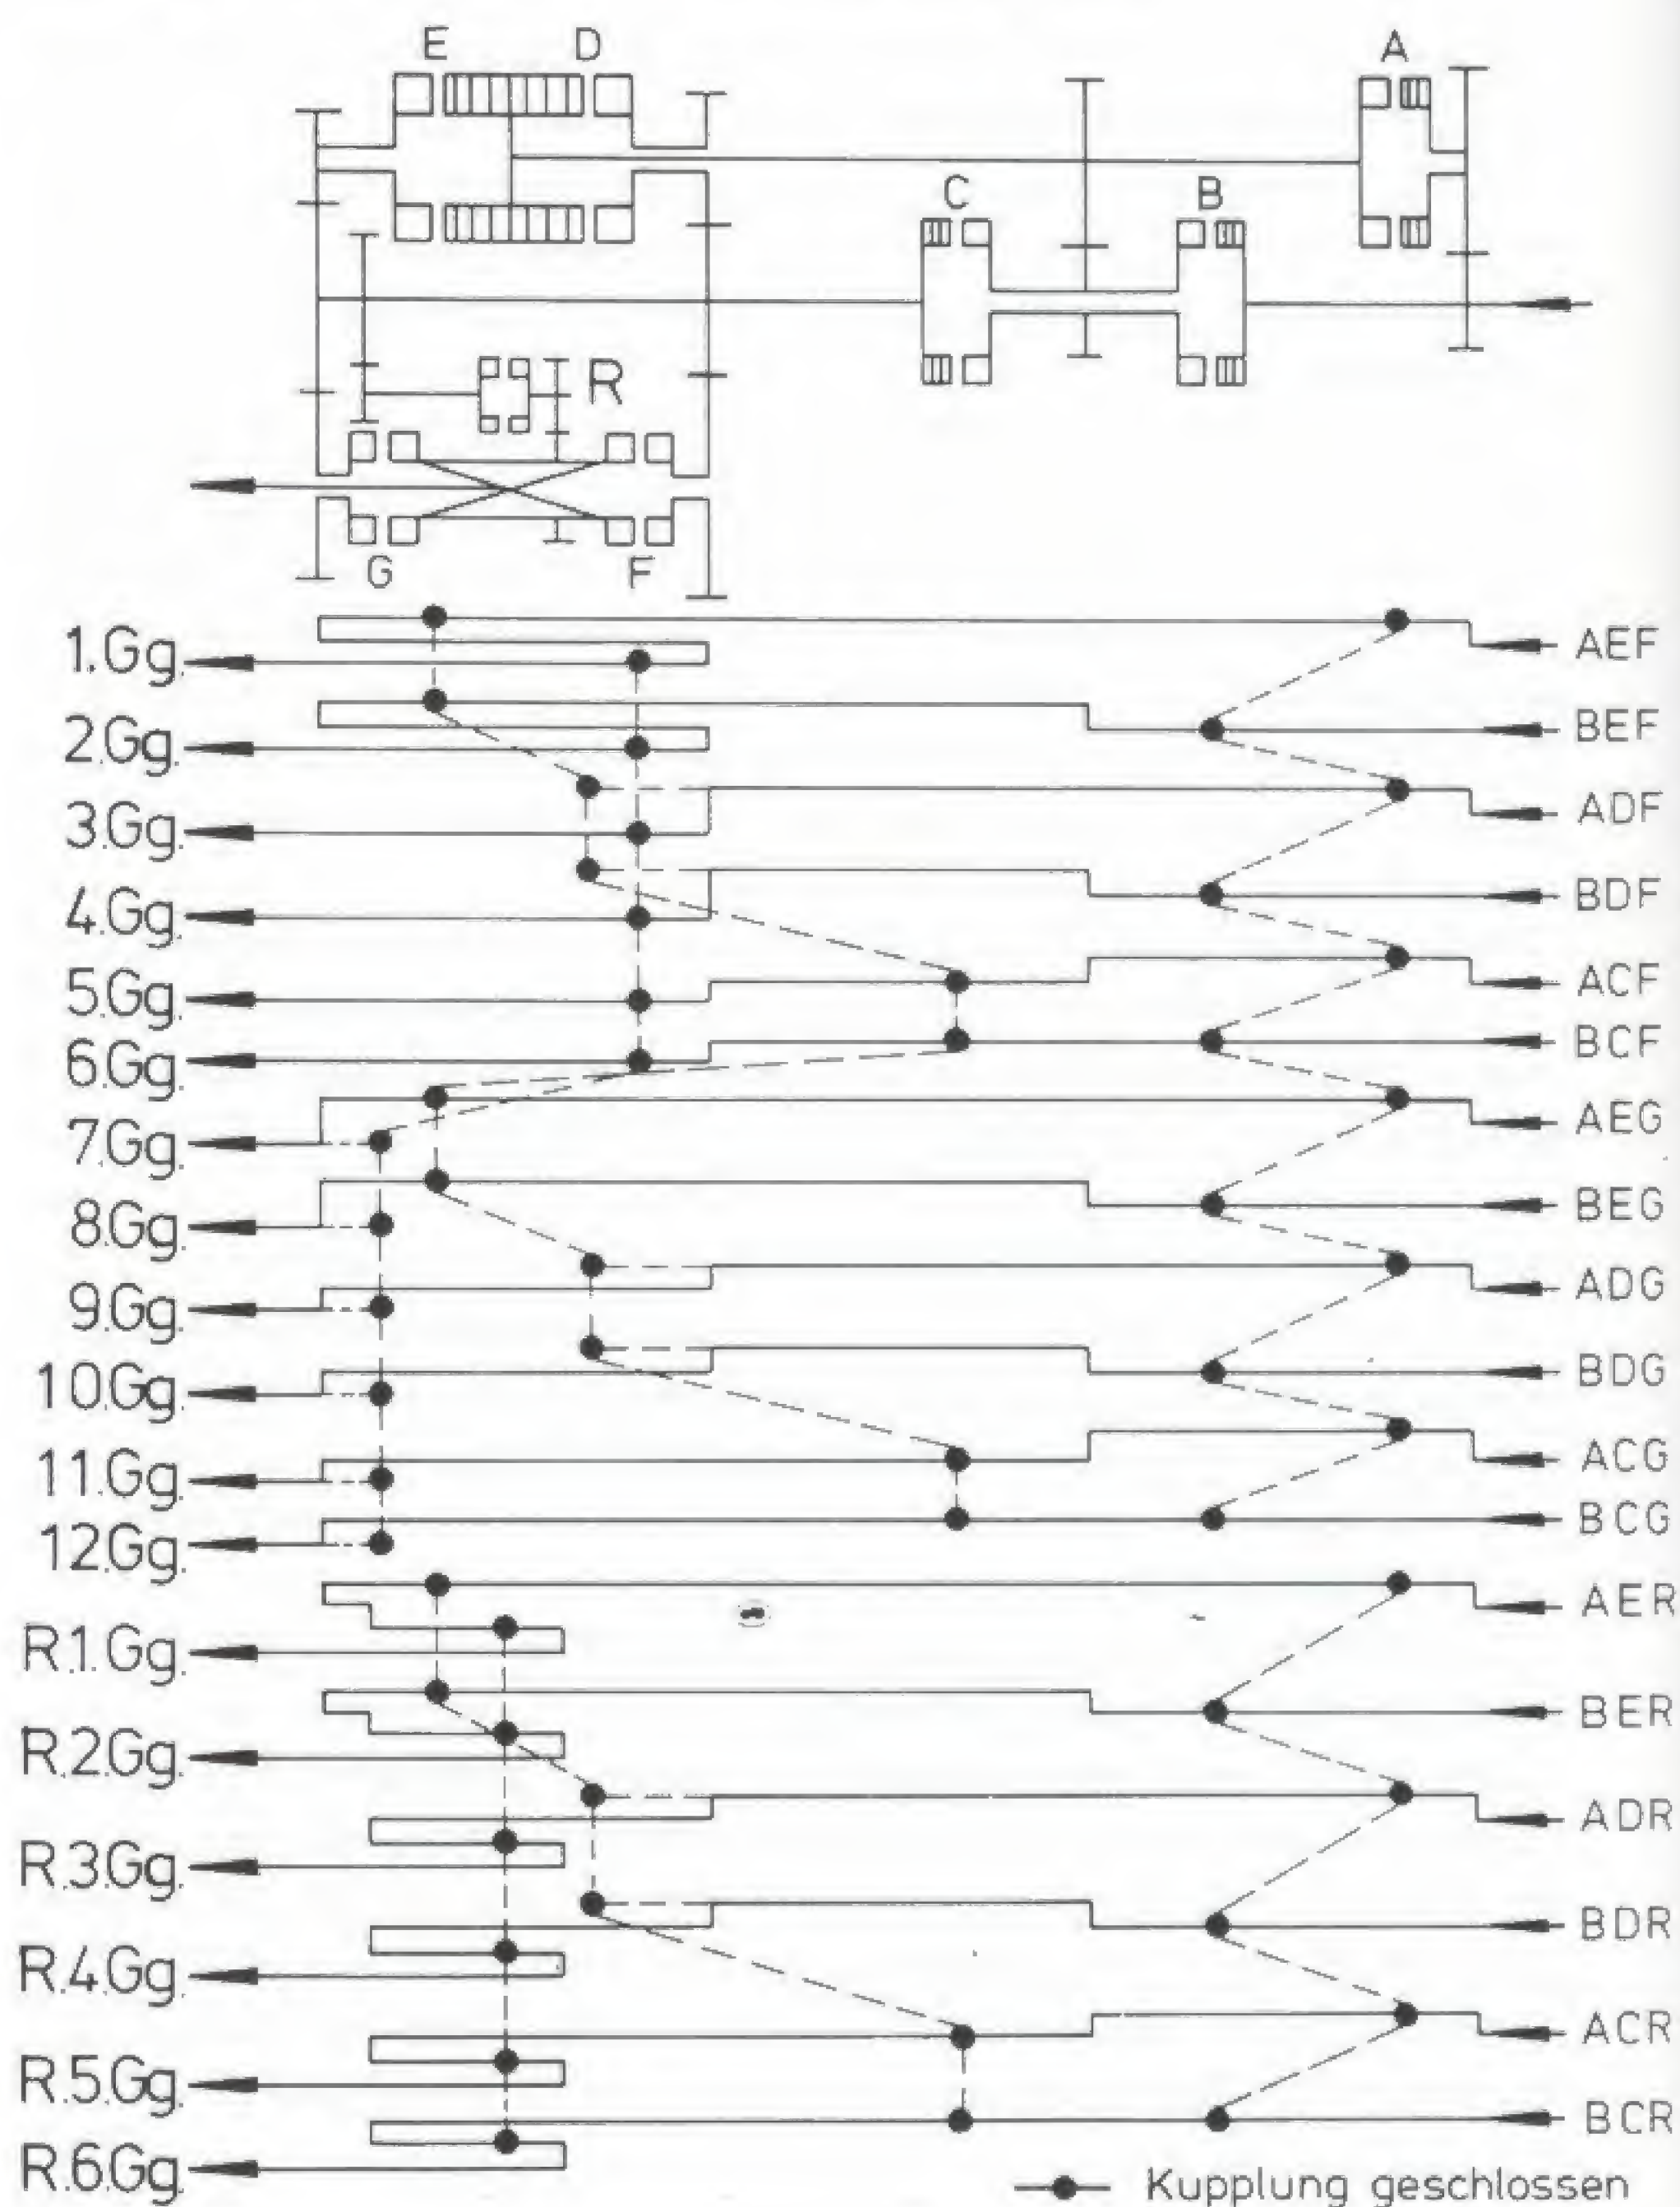 E D A
C B
R
G F
1.Gg. AEF
2.Gg. BEF
3.Gg. ADF
4.Gg. BDF
5.Gg. ACF
6.Gg. BCF
7.Gg. AEG
8.Gg. BEG
9.Gg. ADG
10.Gg. BDG
11.Gg. ACG
12.Gg. BCG
R.1.Gg. AER
R.2.Gg. BER
R.3.Gg. ADR
R.4.Gg. BDR
R.5.Gg. ACR
R.6.Gg. BCR
Kupplung geschlossen